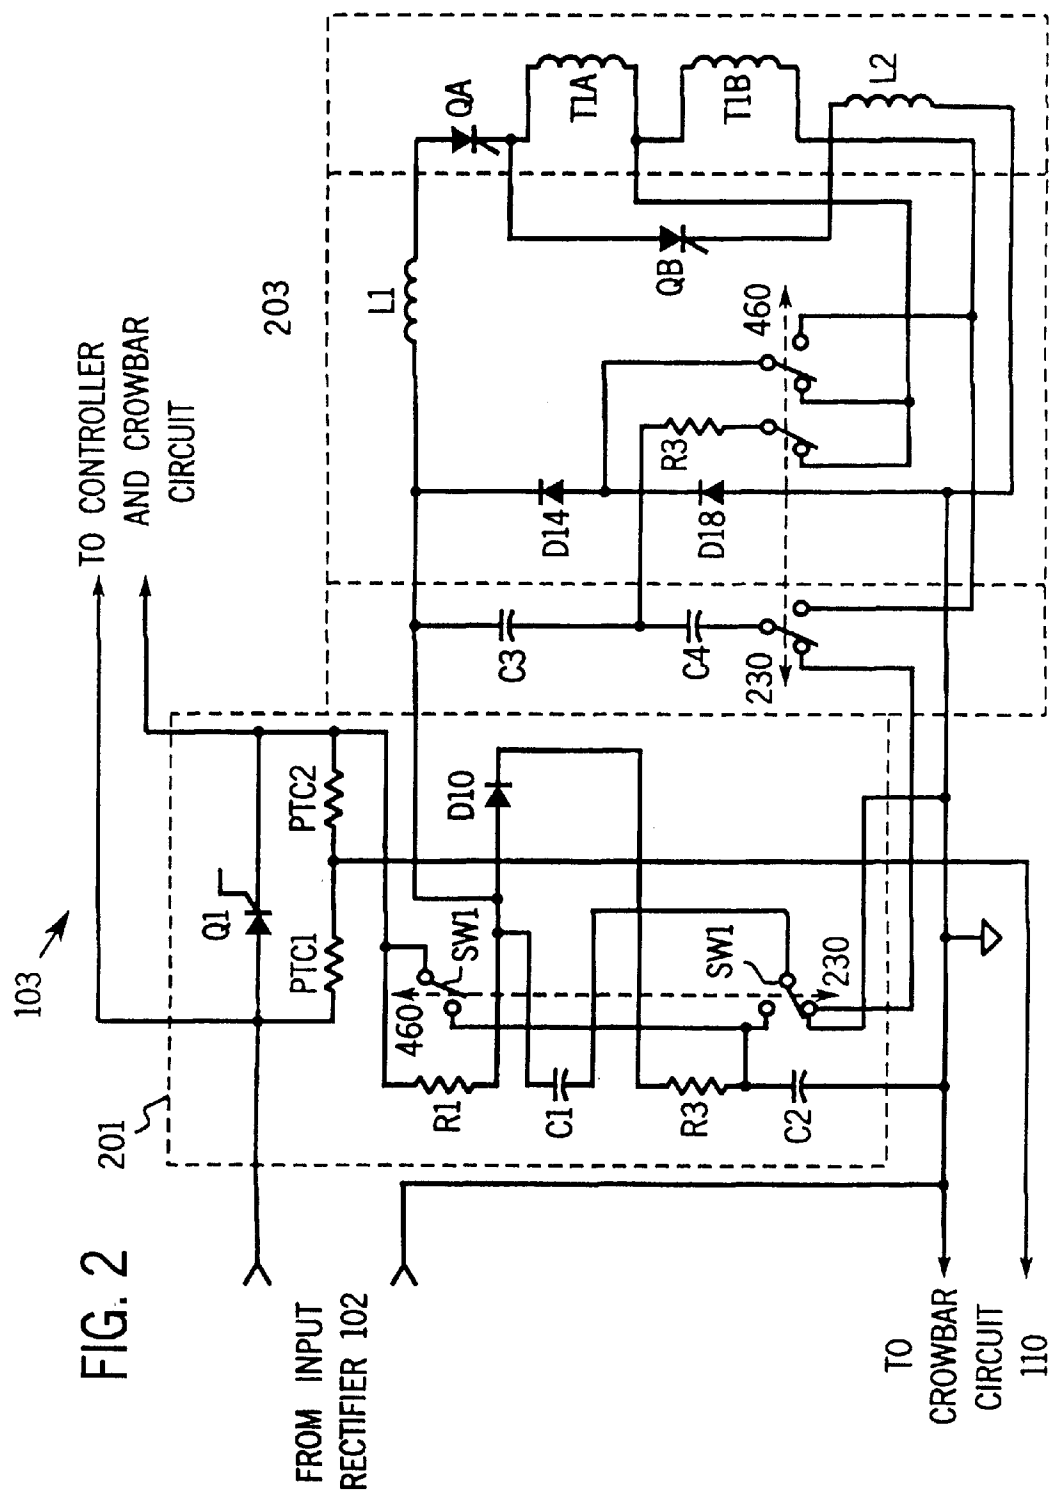 FIG. 2
103
201
203
TO CONTROLLER
AND CROWBAR
CIRCUIT
FROM INPUT
RECTIFIER 102
Q1
PTC1
PTC2
460
SW1
R1
D10
C1
SW1
230
R3
C2
L1
QA
T1A
T1B
L2
QB
C3
C4
230
D14
D18
R3
460
TO
CROWBAR
CIRCUIT
110